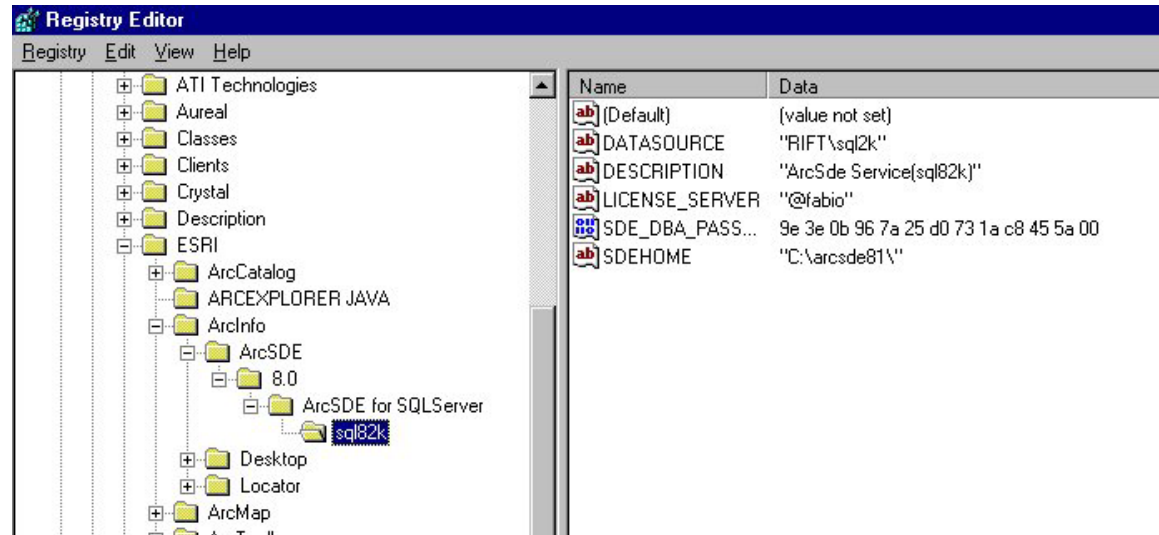 Registry Editor
Registry Edit View Help
ATI Technologies
Aureal
Classes
Clients
Crystal
Description
ESRI
ArcCatalog
ARCEXPLORER JAVA
ArcInfo
ArcSDE
8.0
ArcSDE for SQLServer
sql82k
Desktop
Locator
ArcMap
Name Data
(Default) (value not set)
DATASOURCE "RIFT\sql2k"
DESCRIPTION "ArcSde Service(sql82k)"
LICENSE_SERVER "@fabio"
SDE_DBA_PASS... 9e 3e 0b 96 7a 25 d0 73 1a c8 45 5a 00
SDEHOME "C:\arcsde81\"